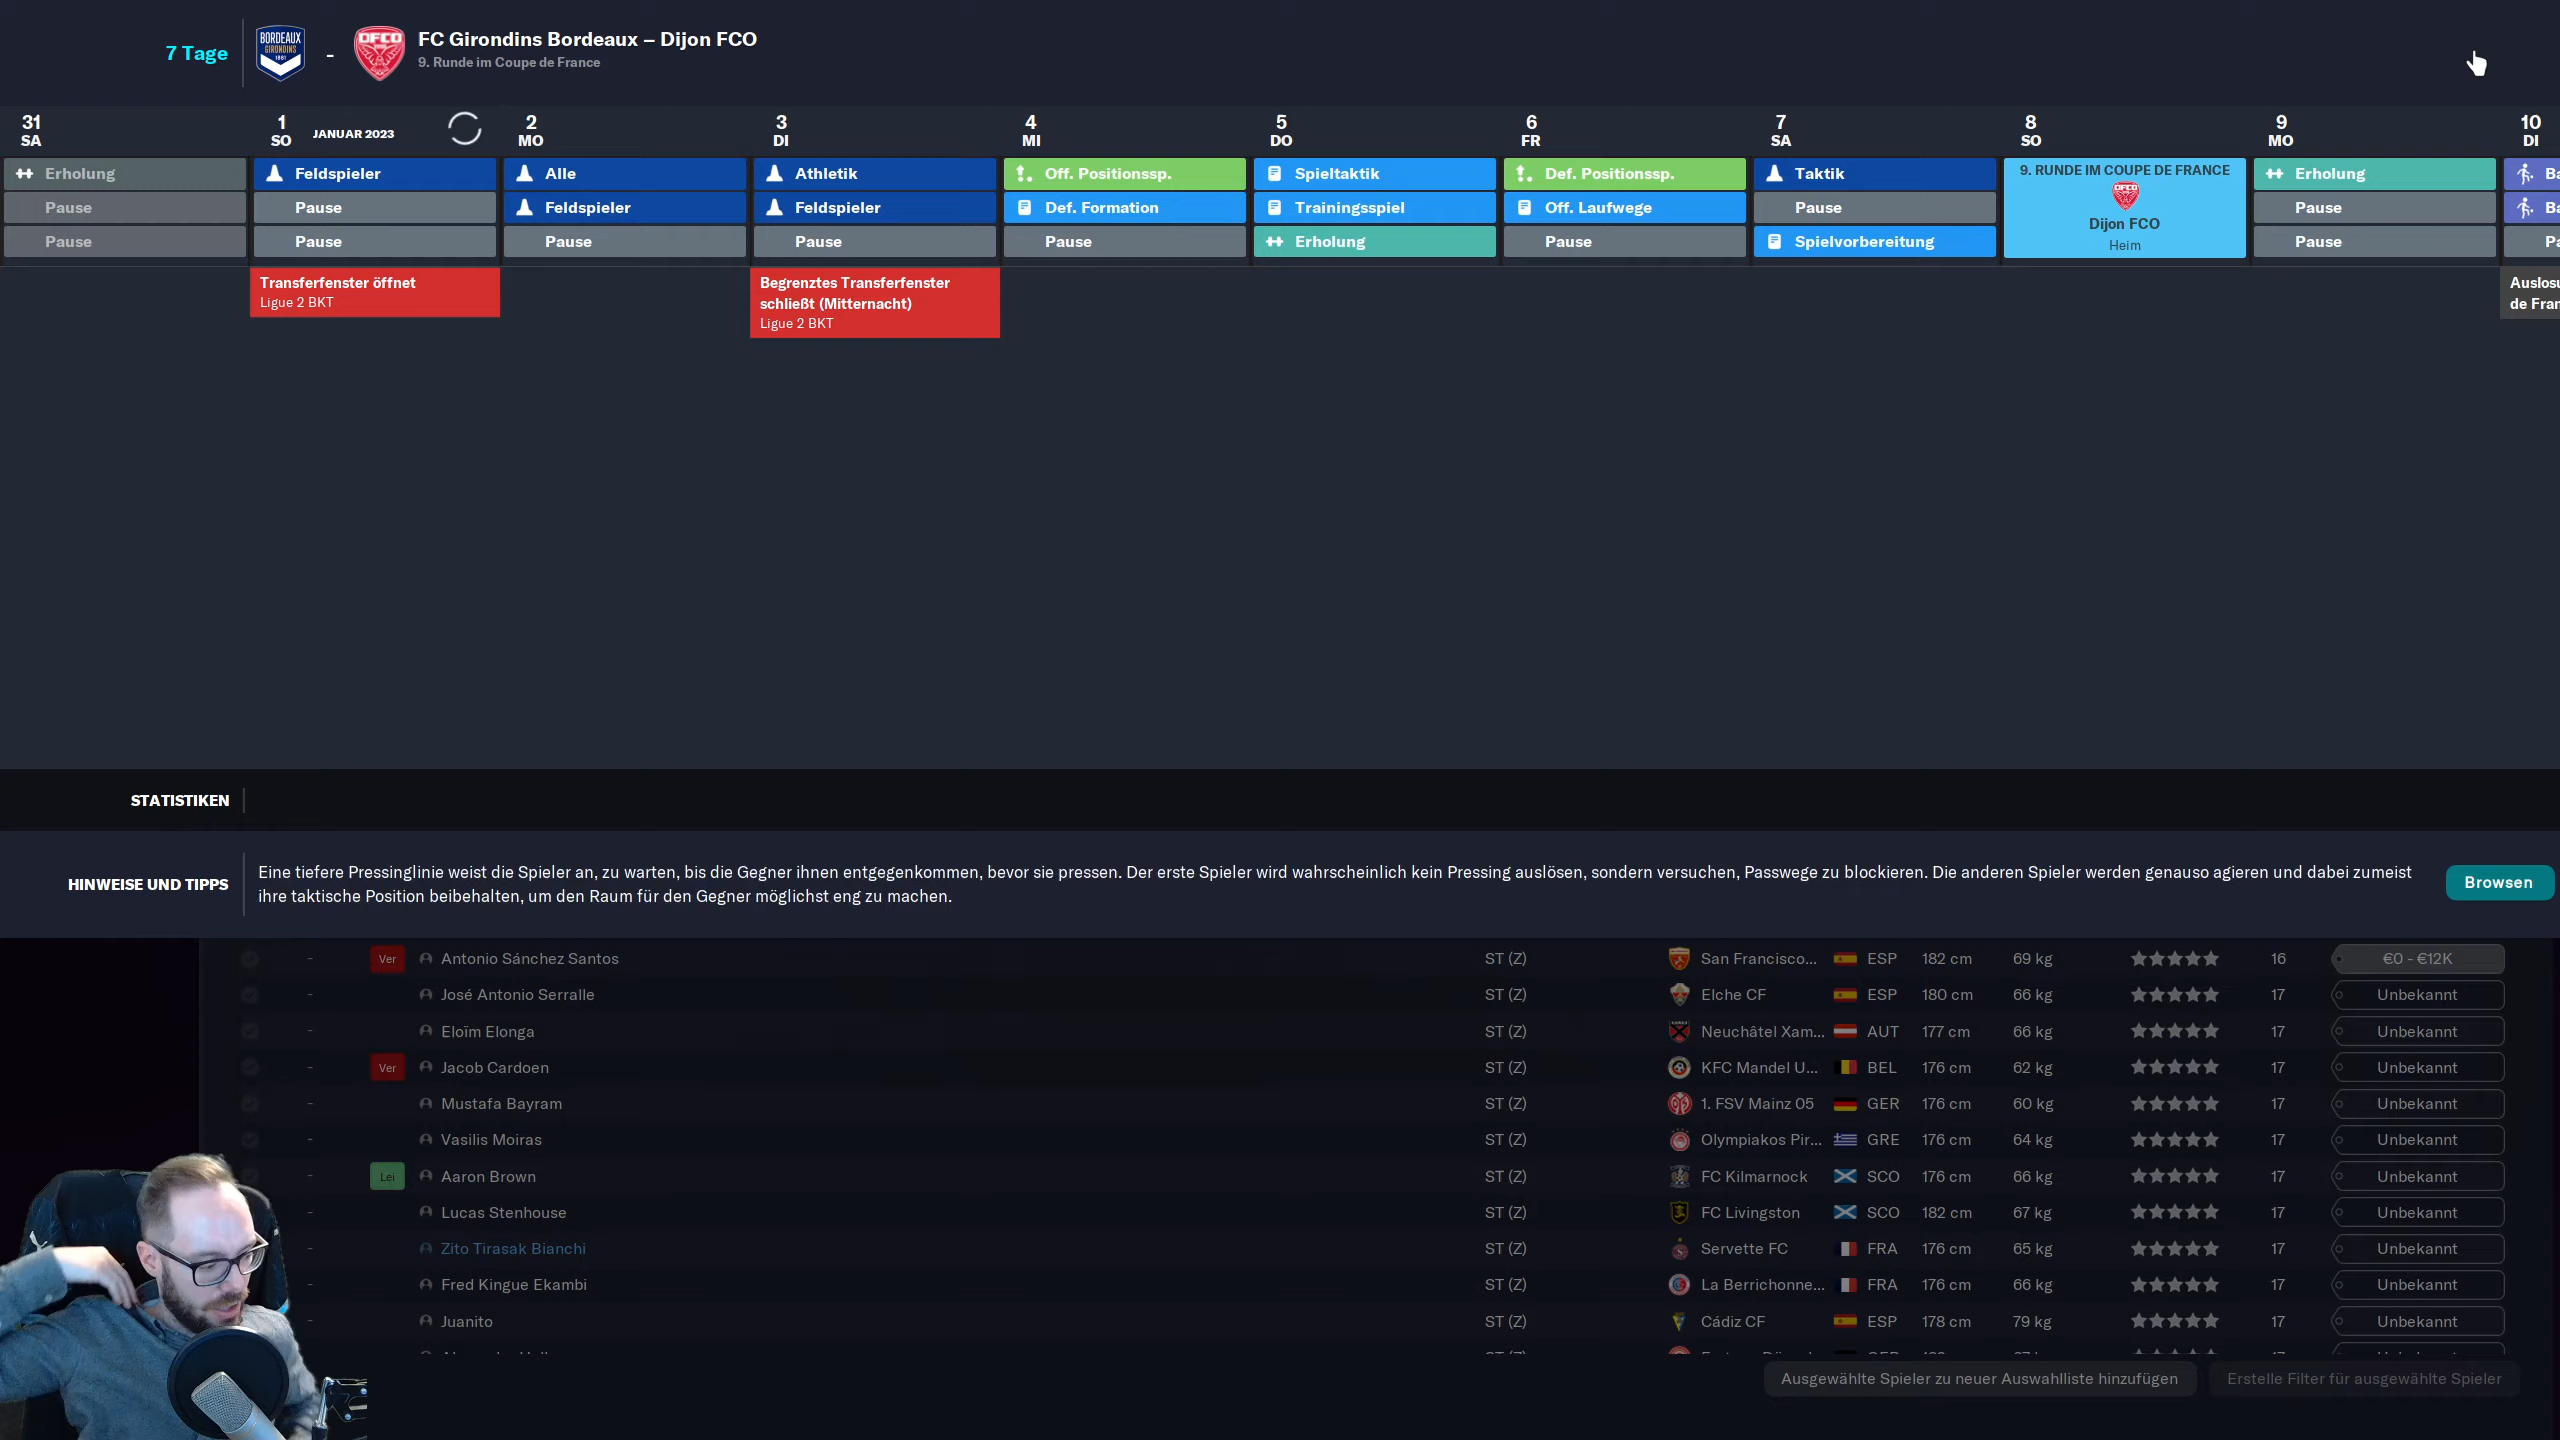 7 Tage
BORDEAUX
GIRONDINS
1881
-
DFCO
FC Girondins Bordeaux – Dijon FCO
9. Runde im Coupe de France
31
SA
1
SO
JANUAR 2023
2
MO
3
DI
4
MI
5
DO
6
FR
7
SA
8
SO
9
MO
10
DI
Erholung
Pause
Pause
Feldspieler
Pause
Pause
Alle
Feldspieler
Pause
Athletik
Feldspieler
Pause
Off. Positionssp.
Def. Formation
Pause
Spieltaktik
Trainingsspiel
Erholung
Def. Positionssp.
Off. Laufwege
Pause
Taktik
Pause
Spielvorbereitung
9. RUNDE IM COUPE DE FRANCE
DFCO
Dijon FCO
Heim
Erholung
Pause
Pause
Ba
Ba
Pa
Transferfenster öffnet
Ligue 2 BKT
Begrenztes Transferfenster
schließt (Mitternacht)
Ligue 2 BKT
Auslosu
de Fran
STATISTIKEN
HINWEISE UND TIPPS
Eine tiefere Pressinglinie weist die Spieler an, zu warten, bis die Gegner ihnen entgegenkommen, bevor sie pressen. Der erste Spieler wird wahrscheinlich kein Pressing auslösen, sondern versuchen, Passwege zu blockieren. Die anderen Spieler werden genauso agieren und dabei zumeist
ihre taktische Position beibehalten, um den Raum für den Gegner möglichst eng zu machen.
Browsen
- Ver Antonio Sánchez Santos ST (Z) San Francisco... ESP 182 cm 69 kg 16 €0 - €12K
- José Antonio Serralle ST (Z) Elche CF ESP 180 cm 66 kg 17 Unbekannt
- Eloïm Elonga ST (Z) Neuchâtel Xam... AUT 177 cm 66 kg 17 Unbekannt
- Ver Jacob Cardoen ST (Z) KFC Mandel U... BEL 176 cm 62 kg 17 Unbekannt
- Mustafa Bayram ST (Z) 1. FSV Mainz 05 GER 176 cm 60 kg 17 Unbekannt
- Vasilis Moiras ST (Z) Olympiakos Pir... GRE 176 cm 64 kg 17 Unbekannt
Lei Aaron Brown ST (Z) FC Kilmarnock SCO 176 cm 66 kg 17 Unbekannt
- Lucas Stenhouse ST (Z) FC Livingston SCO 182 cm 67 kg 17 Unbekannt
- Zito Tirasak Bianchi ST (Z) Servette FC FRA 176 cm 65 kg 17 Unbekannt
- Fred Kingue Ekambi ST (Z) La Berrichonne... FRA 176 cm 66 kg 17 Unbekannt
- Juanito ST (Z) Cádiz CF ESP 178 cm 79 kg 17 Unbekannt
Ausgewählte Spieler zu neuer Auswahlliste hinzufügen
Erstelle Filter für ausgewählte Spieler